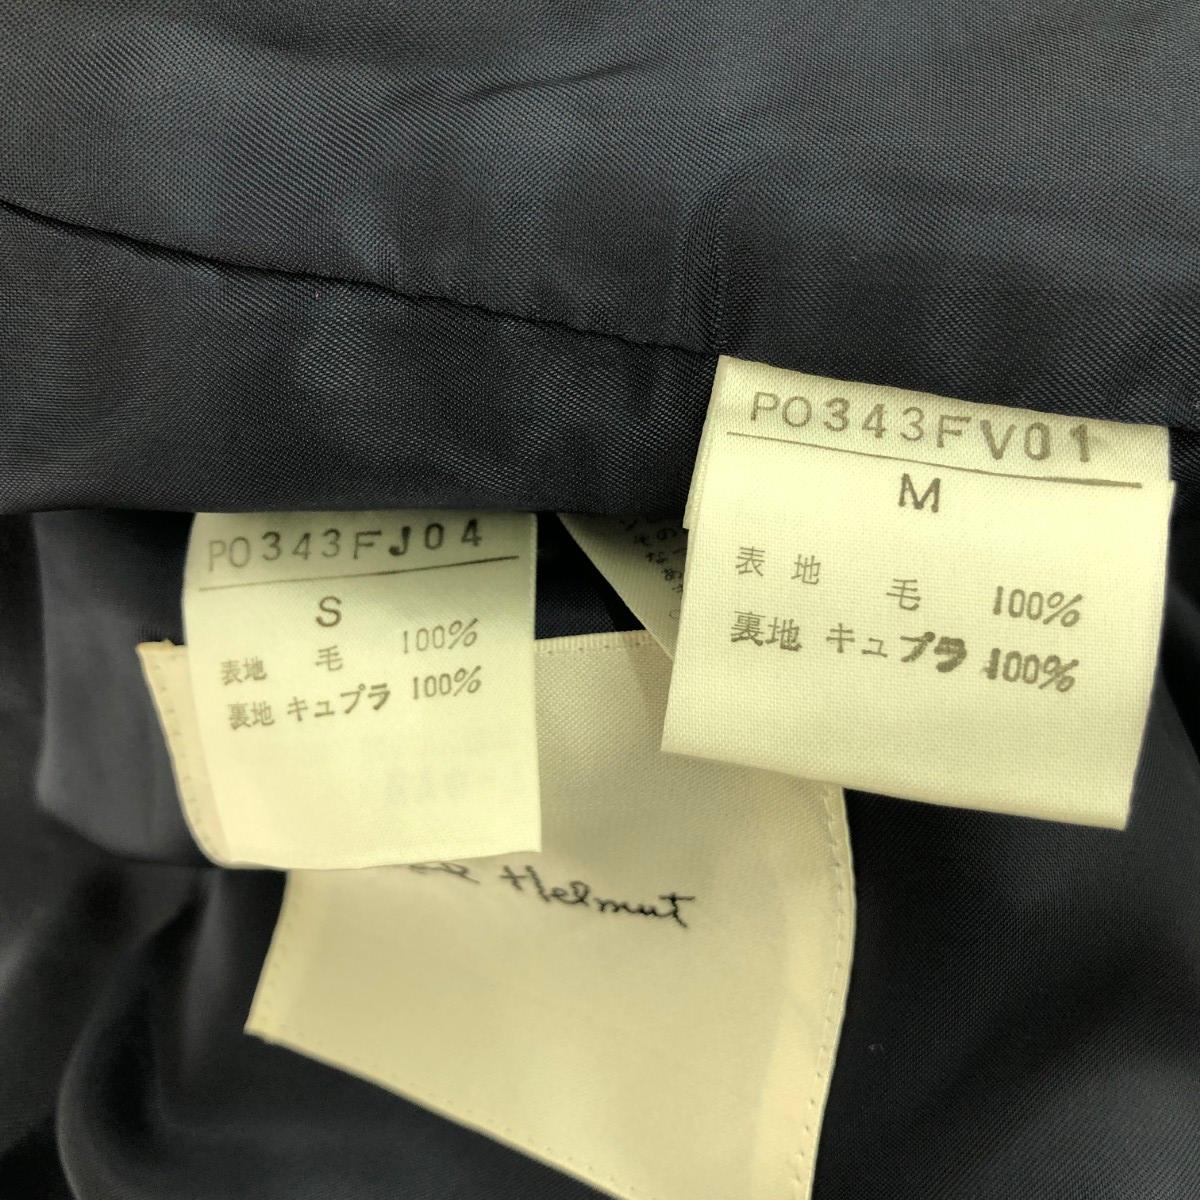 PO343FJ04
S
表地 毛 100%
裏地 キュプラ 100%
PO343FV01
M
表地 毛 100%
裏地 キュプラ 100%
Helmut